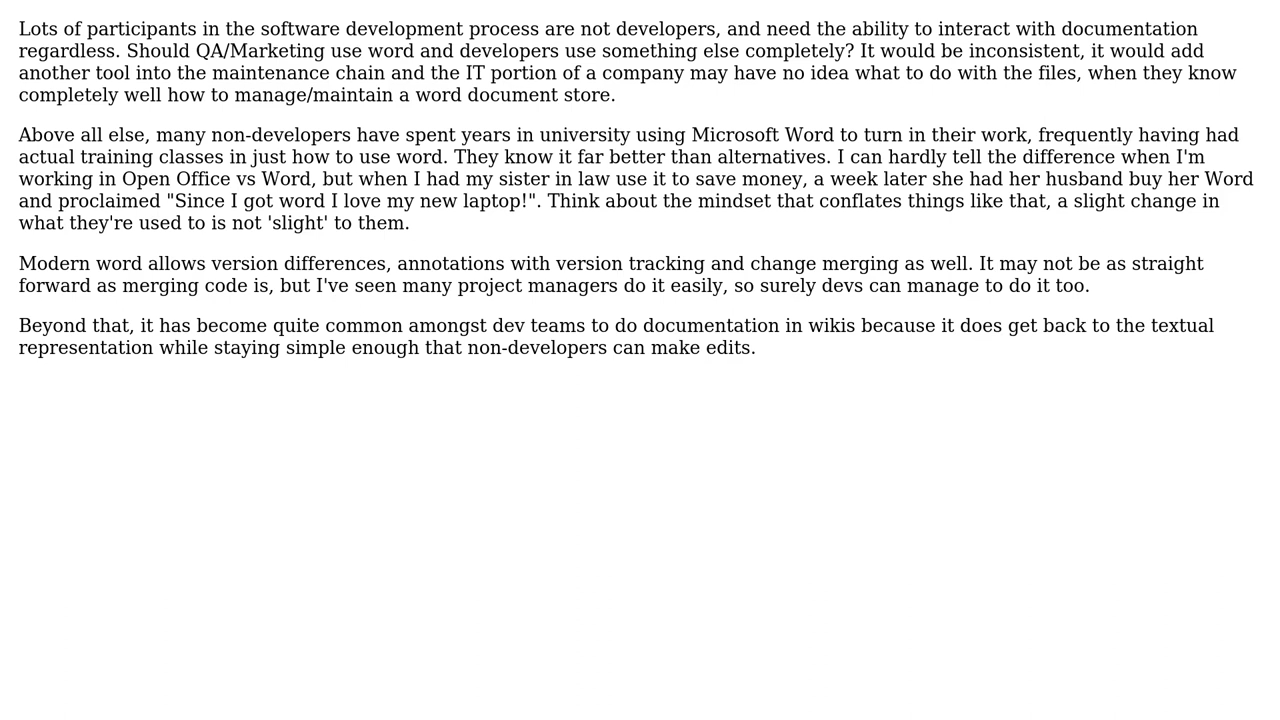 Lots of participants in the software development process are not developers, and need the ability to interact with documentation
regardless. Should QA/Marketing use word and developers use something else completely? It would be inconsistent, it would add
another tool into the maintenance chain and the IT portion of a company may have no idea what to do with the files, when they know
completely well how to manage/maintain a word document store.
Above all else, many non-developers have spent years in university using Microsoft Word to turn in their work, frequently having had
actual training classes in just how to use word. They know it far better than alternatives. I can hardly tell the difference when I'm
working in Open Office vs Word, but when I had my sister in law use it to save money, a week later she had her husband buy her Word
and proclaimed "Since I got word I love my new laptop!". Think about the mindset that conflates things like that, a slight change in
what they're used to is not 'slight' to them.
Modern word allows version differences, annotations with version tracking and change merging as well. It may not be as straight
forward as merging code is, but I've seen many project managers do it easily, so surely devs can manage to do it too.
Beyond that, it has become quite common amongst dev teams to do documentation in wikis because it does get back to the textual
representation while staying simple enough that non-developers can make edits.